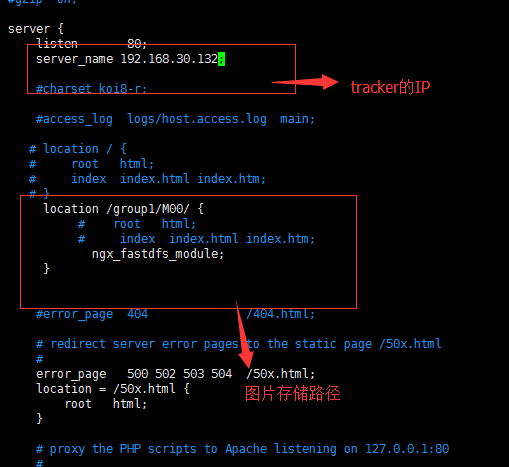 #gzip on;
server {
listen 80;
server_name 192.168.30.132;
tracker的IP
#charset koi8-r;
#access_log logs/host.access.log main;
# location / {
# root html;
# index index.html index.htm;
# }
location /group1/M00/ {
# root html;
# index index.html index.htm;
ngx_fastdfs_module;
}
#error_page 404 /404.html;
# redirect server error pages to the static page /50x.html
#
error_page 500 502 503 504 /50x.html;
图片存储路径
location = /50x.html {
root html;
}
# proxy the PHP scripts to Apache listening on 127.0.0.1:80
#